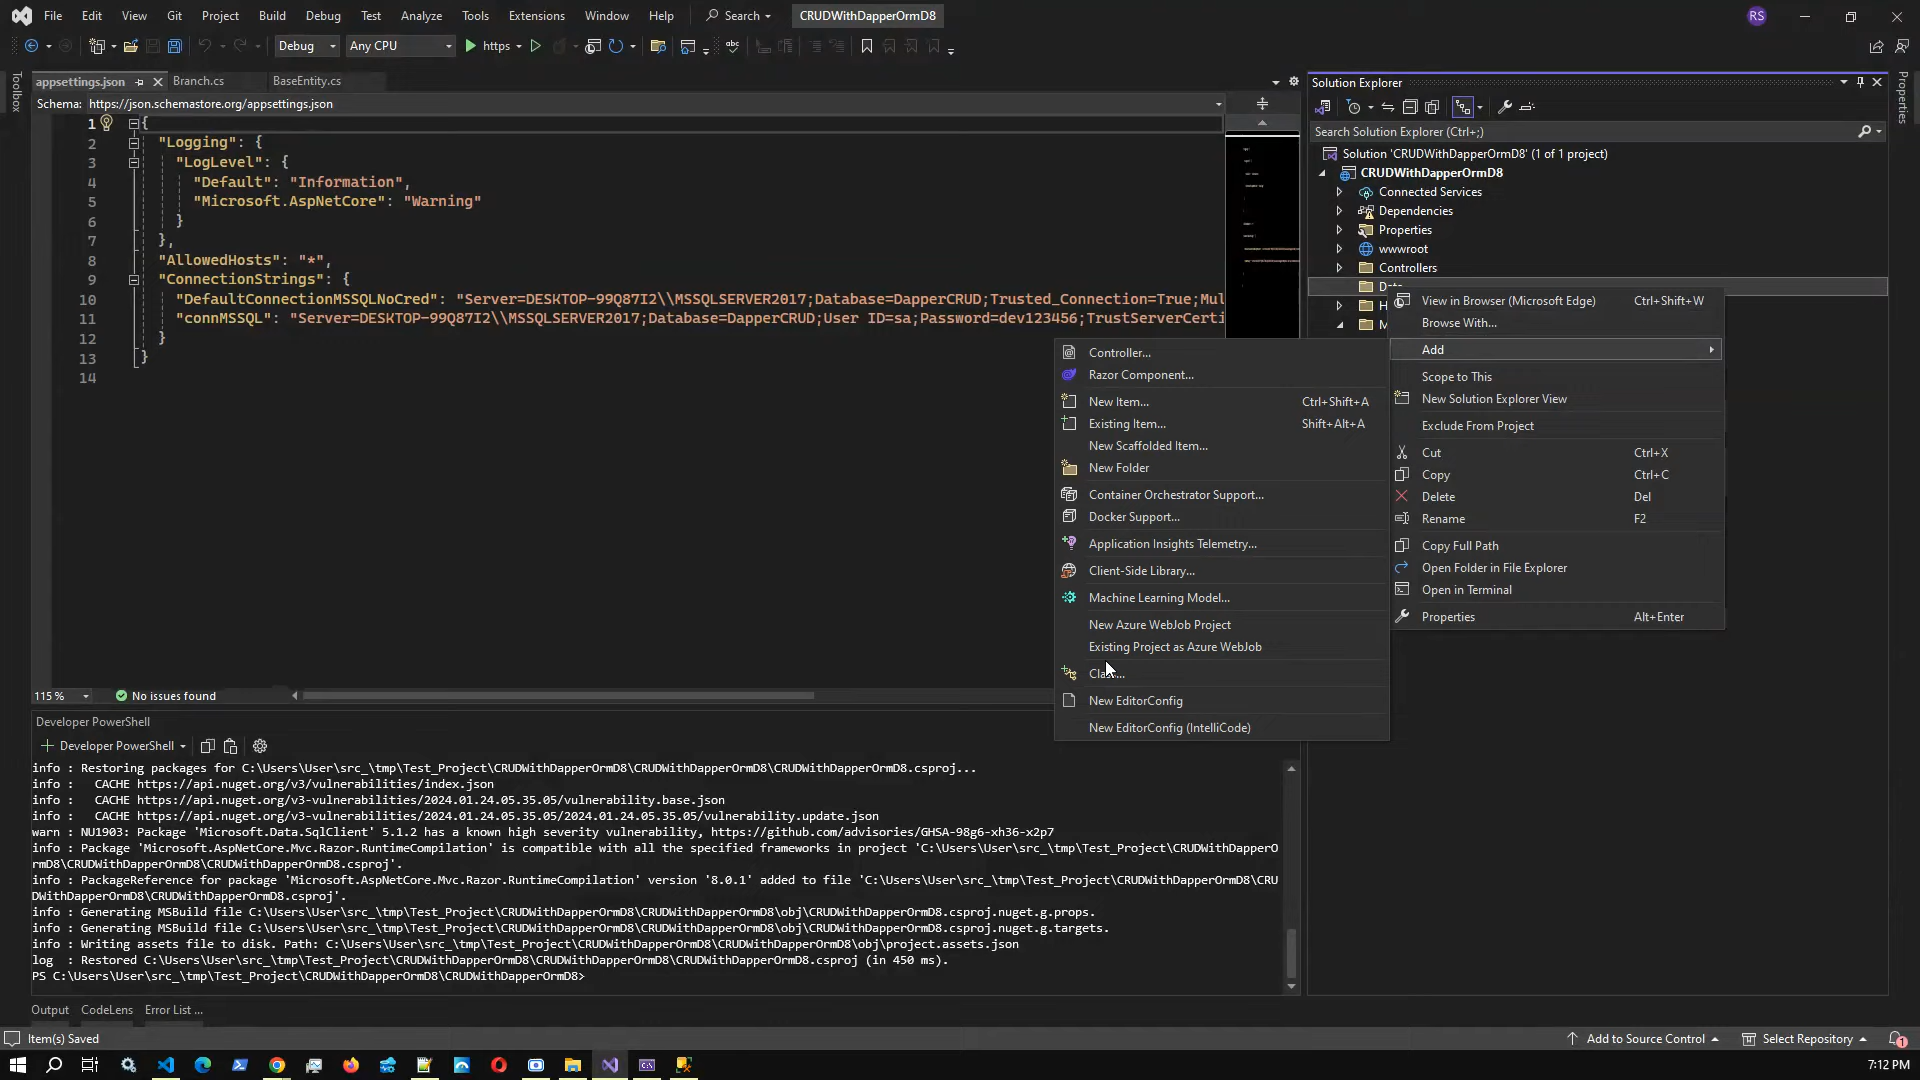 File Edit View Git Project Build Debug Test Analyze Tools Extensions Window Help Search CRUDWithDapperOrmD8 RS
Debug Any CPU https
appsettings.json Branch.cs BaseEntity.cs
Schema: https://json.schemastore.org/appsettings.json
1 {
2 "Logging": {
3 "LogLevel": {
4 "Default": "Information",
5 "Microsoft.AspNetCore": "Warning"
6 }
7 },
8 "AllowedHosts": "*",
9 "ConnectionStrings": {
10 "DefaultConnectionMSSQLNoCred": "Server=DESKTOP-99Q87I2\\MSSQLSERVER2017;Database=DapperCRUD;Trusted_Connection=True;Mul
11 "connMSSQL": "Server=DESKTOP-99Q87I2\\MSSQLSERVER2017;Database=DapperCRUD;User ID=sa;Password=dev123456;TrustServerCerti
12 }
13 }
14
115 % No issues found
Toolbox
Solution Explorer
Search Solution Explorer (Ctrl+;)
Solution 'CRUDWithDapperOrmD8' (1 of 1 project)
CRUDWithDapperOrmD8
Connected Services
Dependencies
Properties
wwwroot
Controllers
Properties
View in Browser (Microsoft Edge) Ctrl+Shift+W
Browse With...
Add
Scope to This
New Solution Explorer View
Exclude From Project
Cut Ctrl+X
Copy Ctrl+C
Delete Del
Rename F2
Copy Full Path
Open Folder in File Explorer
Open in Terminal
Properties Alt+Enter
Controller...
Razor Component...
New Item... Ctrl+Shift+A
Existing Item... Shift+Alt+A
New Scaffolded Item...
New Folder
Container Orchestrator Support...
Docker Support...
Application Insights Telemetry...
Client-Side Library...
Machine Learning Model...
New Azure WebJob Project
Existing Project as Azure WebJob
Class...
New EditorConfig
New EditorConfig (IntelliCode)
Developer PowerShell
Developer PowerShell
info : Restoring packages for C:\Users\User\src_\tmp\Test_Project\CRUDWithDapperOrmD8\CRUDWithDapperOrmD8\CRUDWithDapperOrmD8.csproj...
info :   CACHE https://api.nuget.org/v3/vulnerabilities/index.json
info :   CACHE https://api.nuget.org/v3-vulnerabilities/2024.01.24.05.35.05/vulnerability.base.json
info :   CACHE https://api.nuget.org/v3-vulnerabilities/2024.01.24.05.35.05/2024.01.24.05.35.05/vulnerability.update.json
warn : NU1903: Package 'Microsoft.Data.SqlClient' 5.1.2 has a known high severity vulnerability, https://github.com/advisories/GHSA-98g6-xh36-x2p7
info : Package 'Microsoft.AspNetCore.Mvc.Razor.RuntimeCompilation' is compatible with all the specified frameworks in project 'C:\Users\User\src_\tmp\Test_Project\CRUDWithDapperO
rmD8\CRUDWithDapperOrmD8\CRUDWithDapperOrmD8.csproj'.
info : PackageReference for package 'Microsoft.AspNetCore.Mvc.Razor.RuntimeCompilation' version '8.0.1' added to file 'C:\Users\User\src_\tmp\Test_Project\CRUDWithDapperOrmD8\CRU
DWithDapperOrmD8\CRUDWithDapperOrmD8.csproj'.
info : Generating MSBuild file C:\Users\User\src_\tmp\Test_Project\CRUDWithDapperOrmD8\CRUDWithDapperOrmD8\obj\CRUDWithDapperOrmD8.csproj.nuget.g.props.
info : Generating MSBuild file C:\Users\User\src_\tmp\Test_Project\CRUDWithDapperOrmD8\CRUDWithDapperOrmD8\obj\CRUDWithDapperOrmD8.csproj.nuget.g.targets.
info : Writing assets file to disk. Path: C:\Users\User\src_\tmp\Test_Project\CRUDWithDapperOrmD8\CRUDWithDapperOrmD8\obj\project.assets.json
log  : Restored C:\Users\User\src_\tmp\Test_Project\CRUDWithDapperOrmD8\CRUDWithDapperOrmD8\CRUDWithDapperOrmD8.csproj (in 450 ms).
PS C:\Users\User\src_\tmp\Test_Project\CRUDWithDapperOrmD8\CRUDWithDapperOrmD8>
Output CodeLens Error List ...
Item(s) Saved Add to Source Control Select Repository 1
7:12 PM